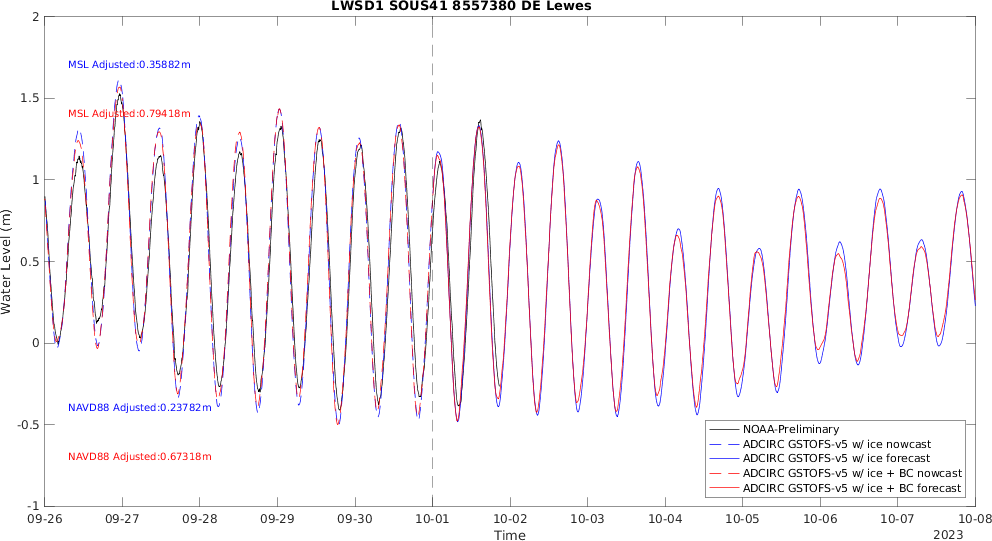 LWSD1 SOUS41 8557380 DE Lewes
2
1.5
1
0.5
0
-0.5
-1
Water Level (m)
MSL Adjusted:0.35882m
MSL Adjusted:0.79418m
NAVD88 Adjusted:0.23782m
NAVD88 Adjusted:0.67318m
NOAA-Preliminary
ADCIRC GSTOFS-v5 w/ ice nowcast
ADCIRC GSTOFS-v5 w/ ice forecast
ADCIRC GSTOFS-v5 w/ ice + BC nowcast
ADCIRC GSTOFS-v5 w/ ice + BC forecast
09-26 09-27 09-28 09-29 09-30 10-01 10-02 10-03 10-04 10-05 10-06 10-07 10-08
Time
2023